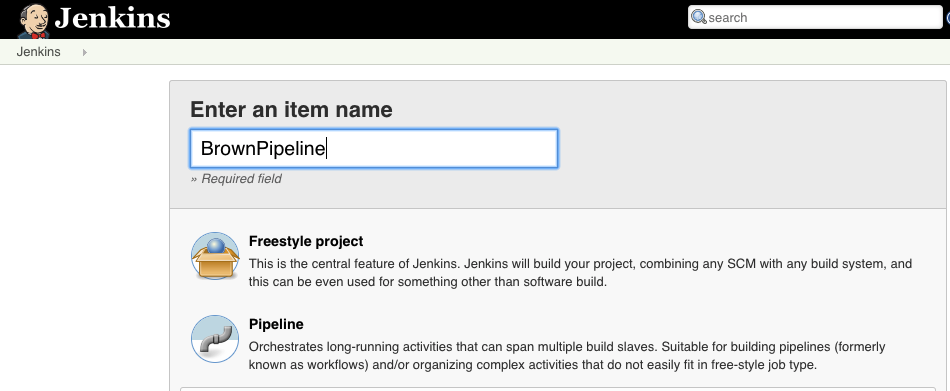 Jenkins
search
Jenkins
Enter an item name
BrownPipeline
» Required field
Freestyle project
This is the central feature of Jenkins. Jenkins will build your project, combining any SCM with any build system, and
this can be even used for something other than software build.
Pipeline
Orchestrates long-running activities that can span multiple build slaves. Suitable for building pipelines (formerly
known as workflows) and/or organizing complex activities that do not easily fit in free-style job type.